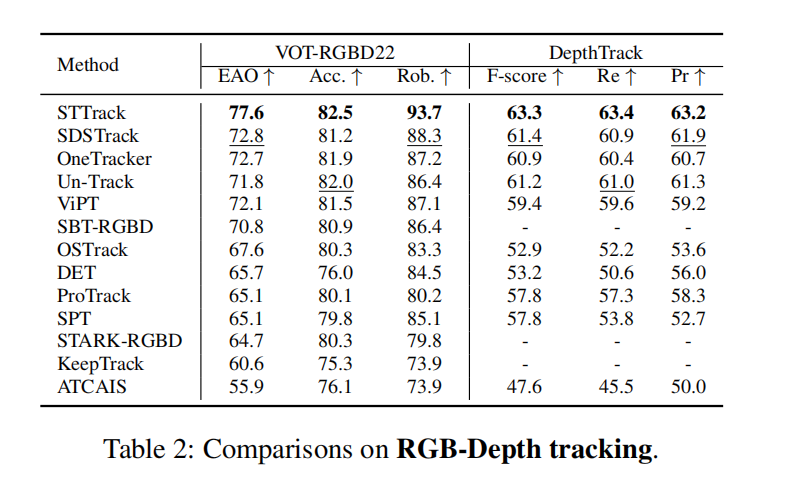 Method VOT-RGBD22 DepthTrack
EAO ↑ Acc. ↑ Rob. ↑ F-score ↑ Re ↑ Pr ↑
STTrack 77.6 82.5 93.7 63.3 63.4 63.2
SDSTrack 72.8 81.2 88.3 61.4 60.9 61.9
OneTracker 72.7 81.9 87.2 60.9 60.4 60.7
Un-Track 71.8 82.0 86.4 61.2 61.0 61.3
ViPT 72.1 81.5 87.1 59.4 59.6 59.2
SBT-RGBD 70.8 80.9 86.4 - - -
OSTrack 67.6 80.3 83.3 52.9 52.2 53.6
DET 65.7 76.0 84.5 53.2 50.6 56.0
ProTrack 65.1 80.1 80.2 57.8 57.3 58.3
SPT 65.1 79.8 85.1 57.8 53.8 52.7
STARK-RGBD 64.7 80.3 79.8 - - -
KeepTrack 60.6 75.3 73.9 - - -
ATCAIS 55.9 76.1 73.9 47.6 45.5 50.0
Table 2: Comparisons on RGB-Depth tracking.